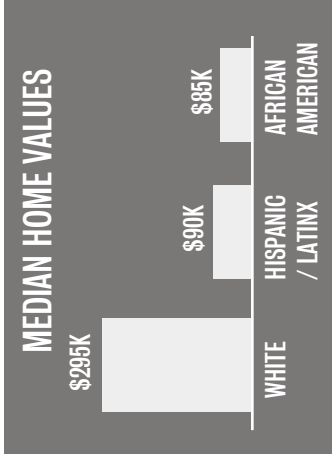 MEDIAN HOME VALUES
$295K
$90K
$85K
WHITE
HISPANIC
/ LATINX
AFRICAN
AMERICAN